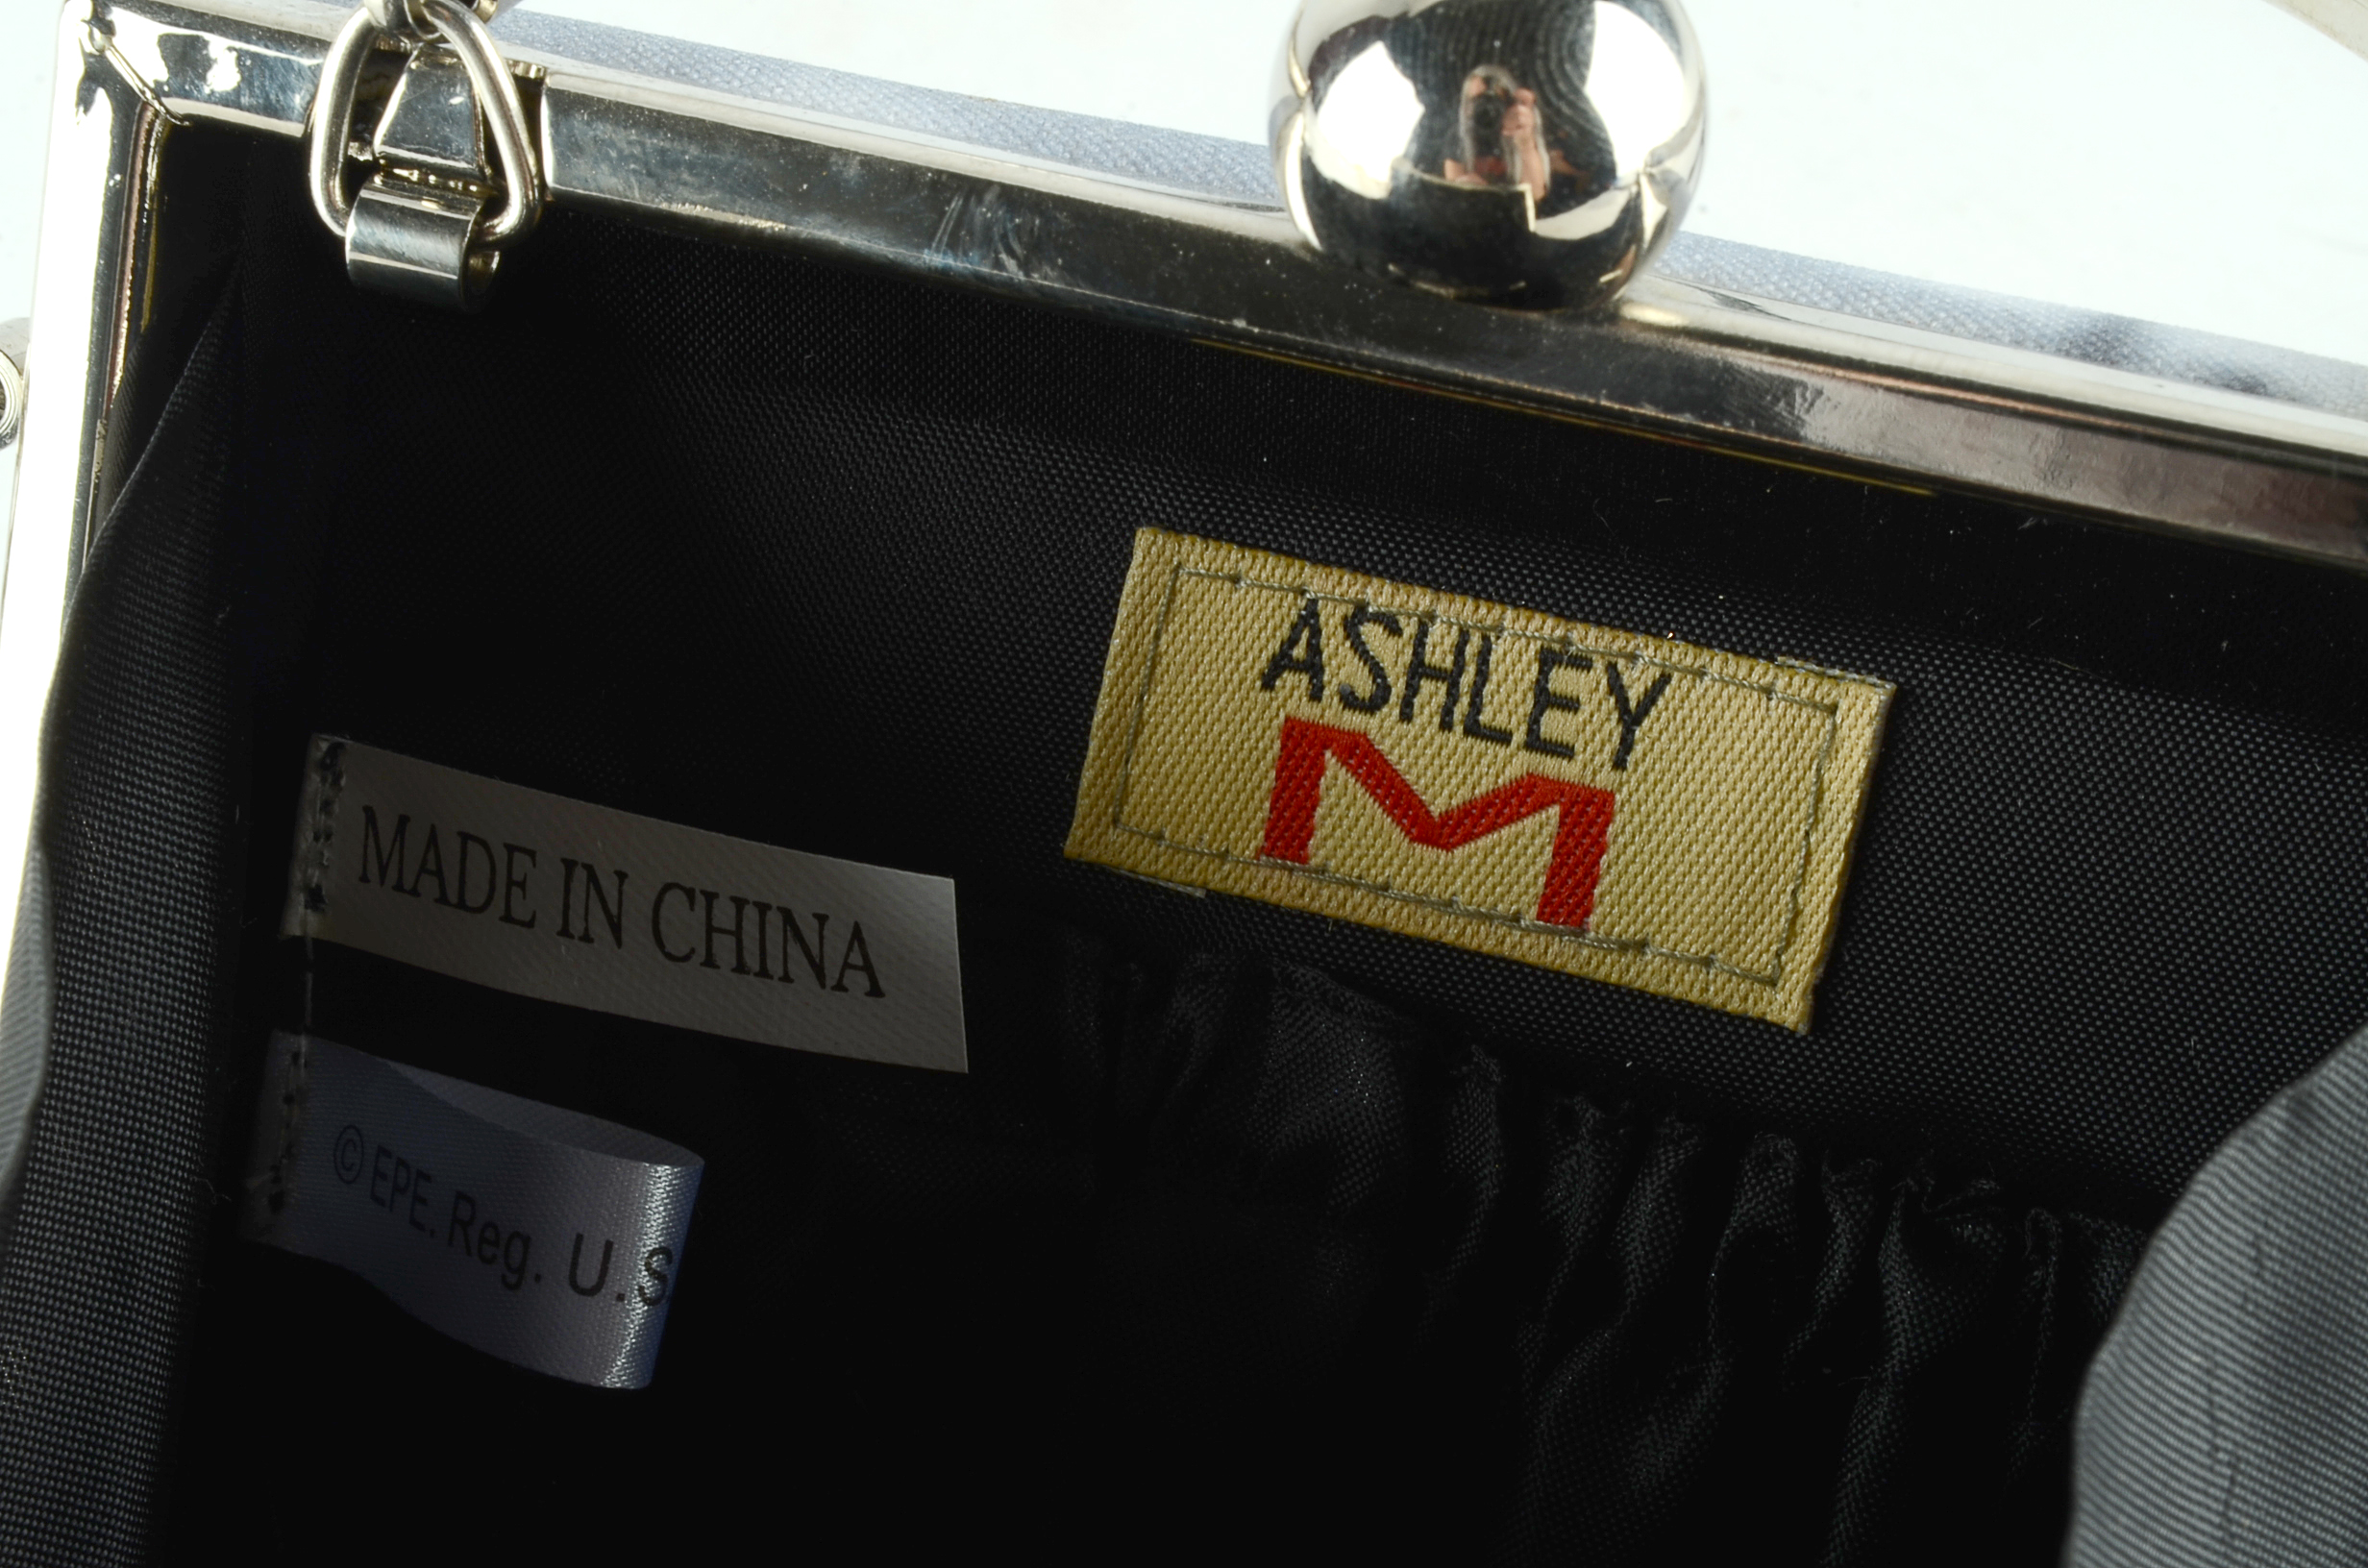 ASHLEY
M
MADE IN CHINA
© EPE. Reg. U.S